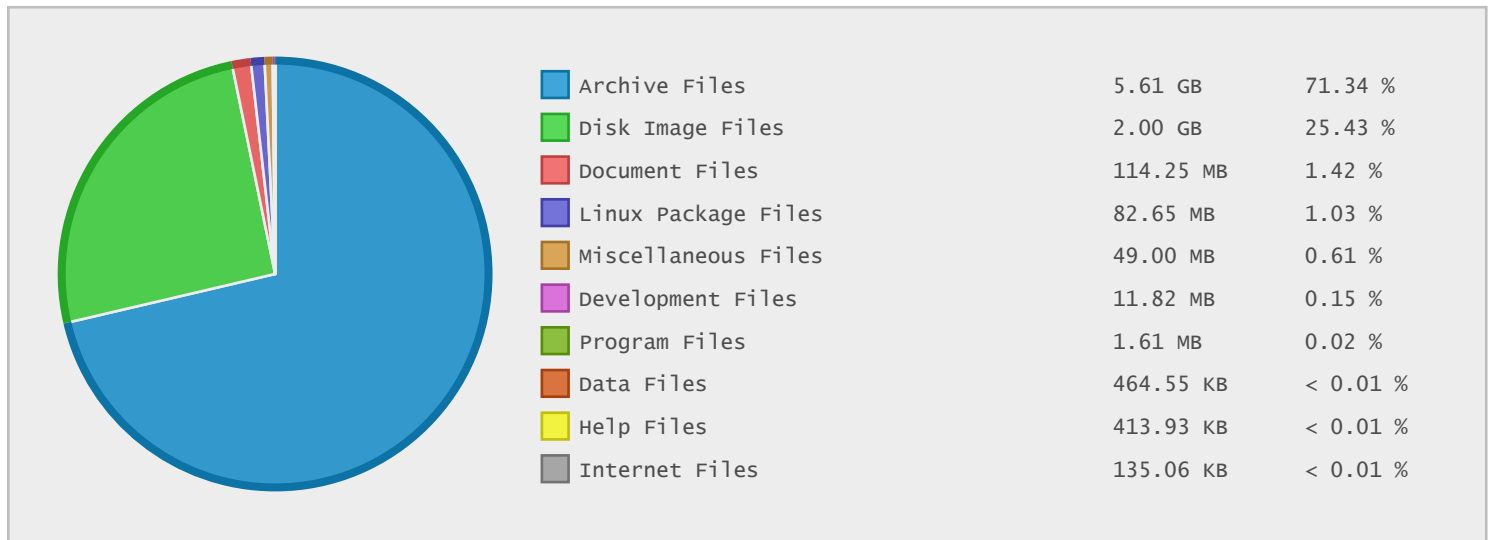 Archive Files 5.61 GB 71.34 %
Disk Image Files 2.00 GB 25.43 %
Document Files 114.25 MB 1.42 %
Linux Package Files 82.65 MB 1.03 %
Miscellaneous Files 49.00 MB 0.61 %
Development Files 11.82 MB 0.15 %
Program Files 1.61 MB 0.02 %
Data Files 464.55 KB < 0.01 %
Help Files 413.93 KB < 0.01 %
Internet Files 135.06 KB < 0.01 %